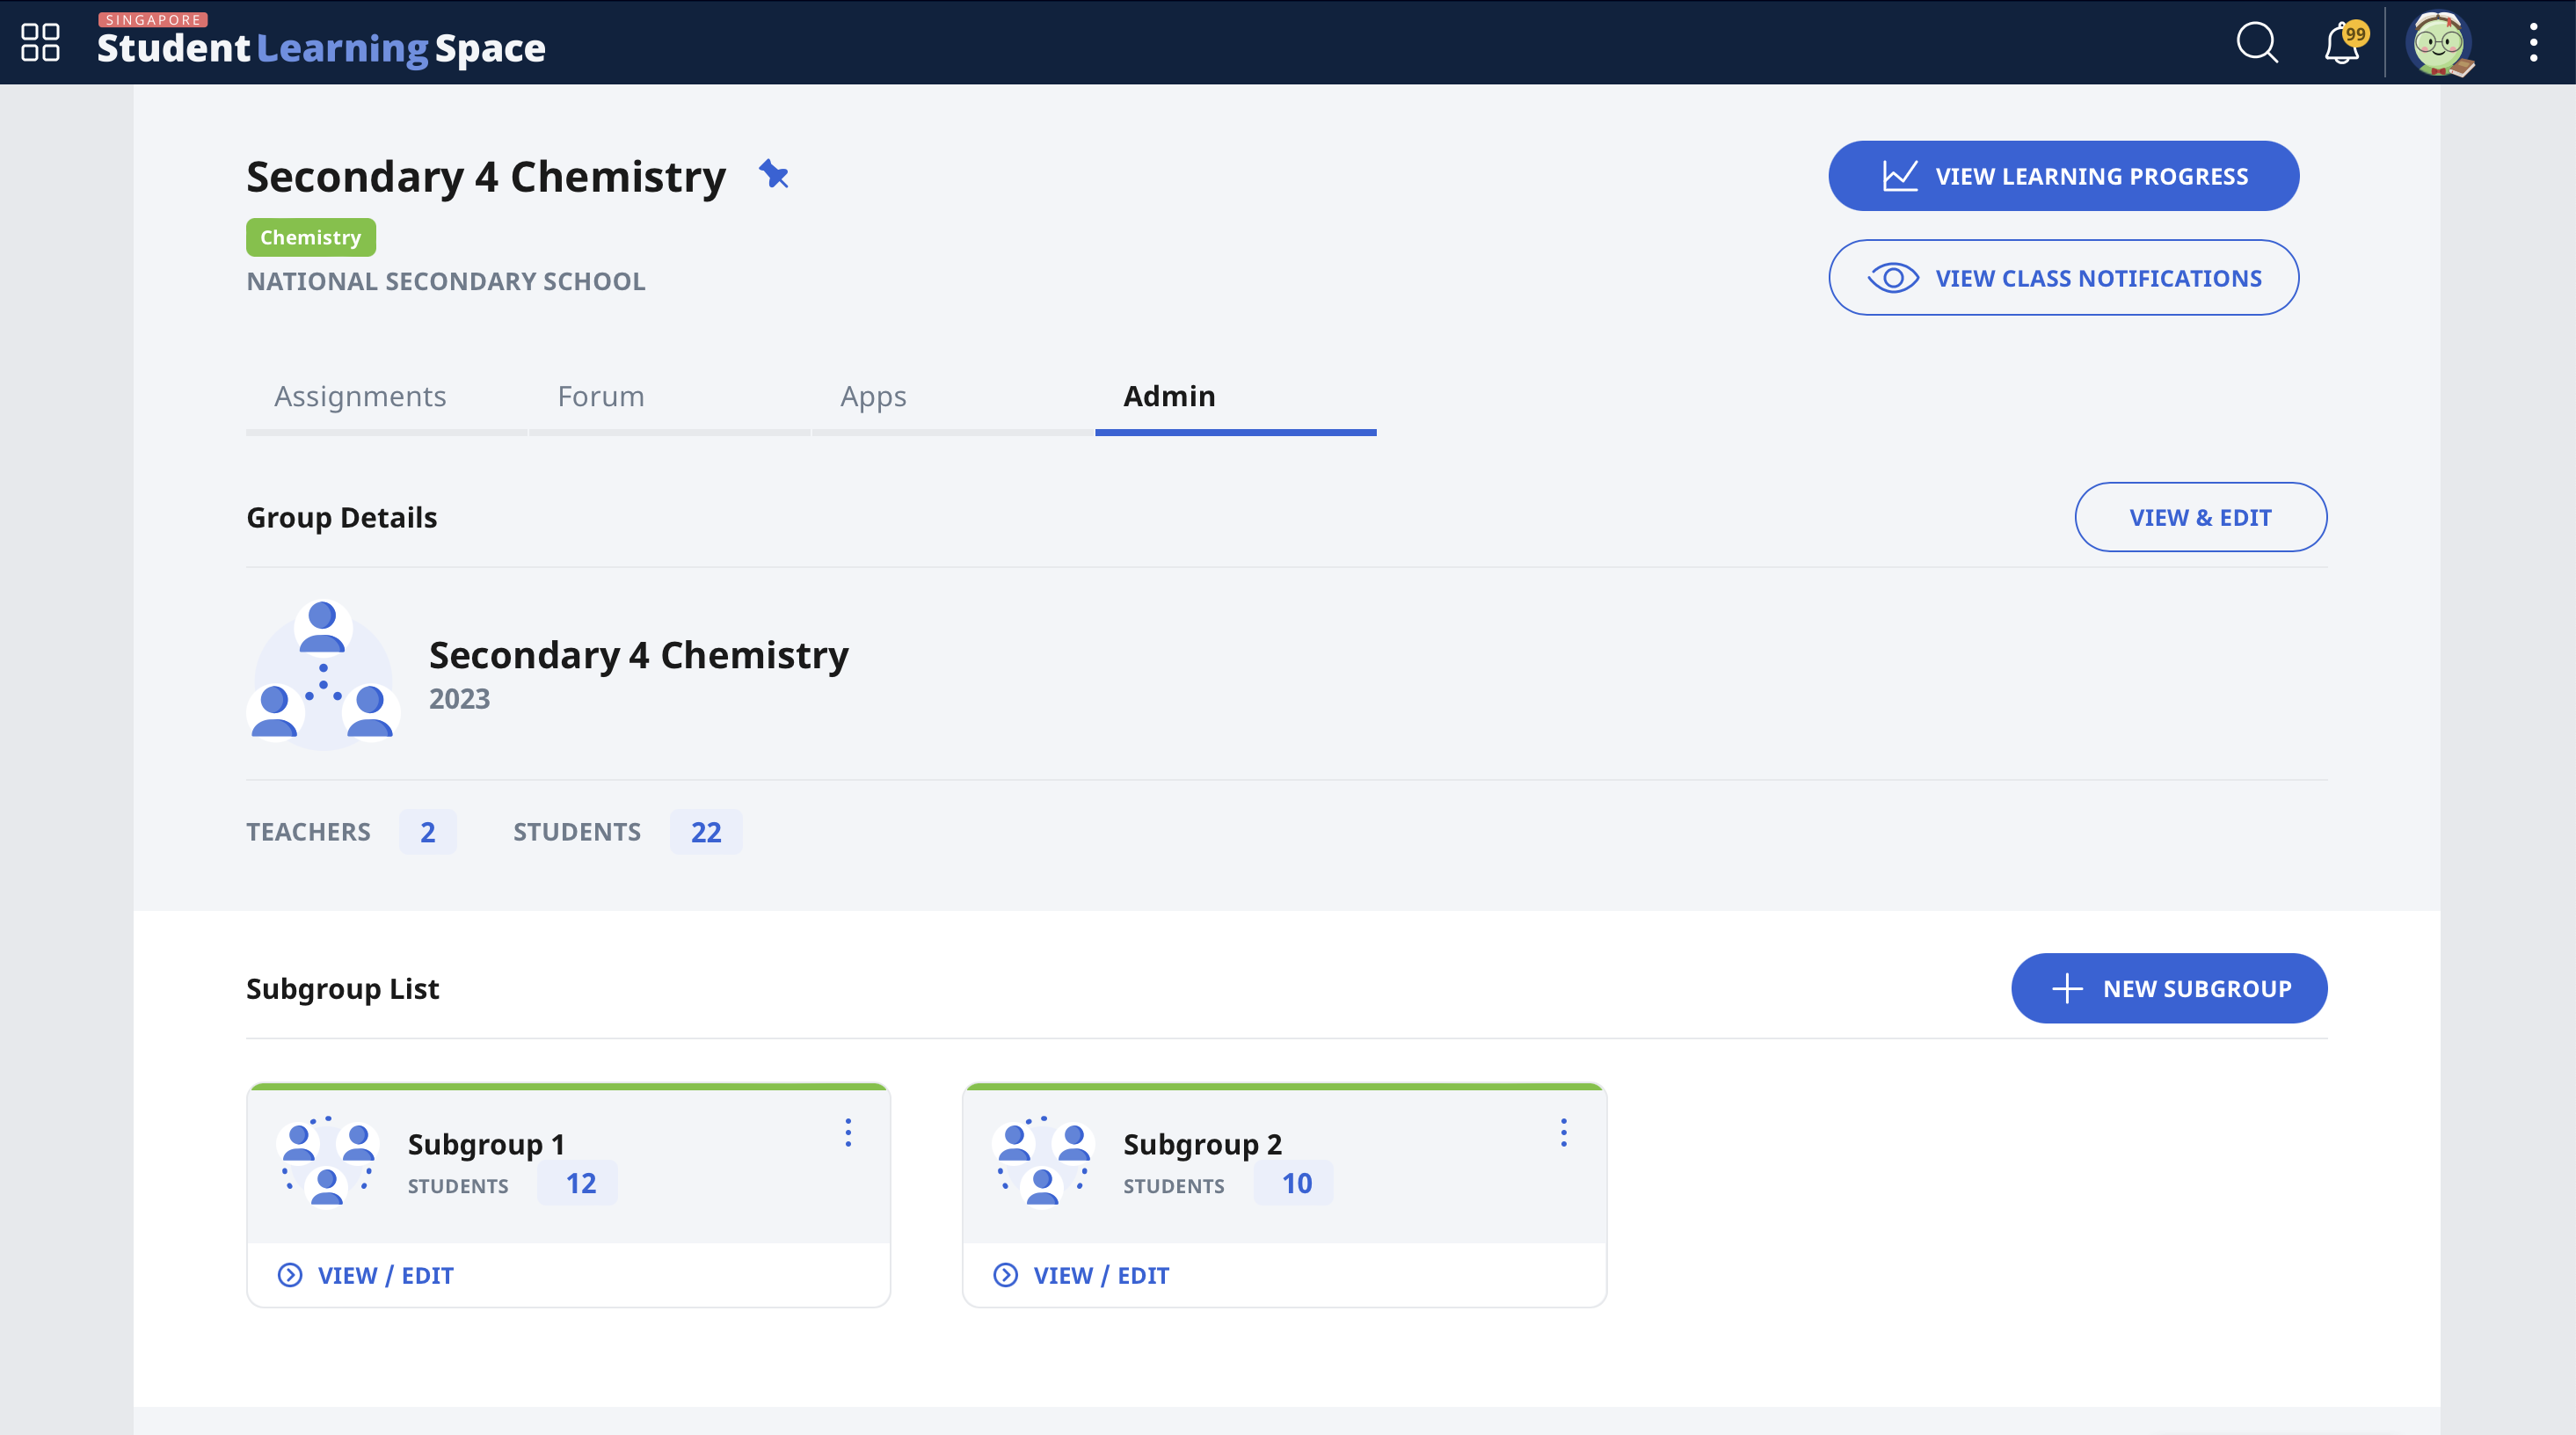 SINGAPORE
Student Learning Space
99
Secondary 4 Chemistry
Chemistry
NATIONAL SECONDARY SCHOOL
VIEW LEARNING PROGRESS
VIEW CLASS NOTIFICATIONS
Assignments Forum Apps Admin
Group Details
VIEW & EDIT
Secondary 4 Chemistry
2023
TEACHERS 2 STUDENTS 22
Subgroup List
NEW SUBGROUP
Subgroup 1
STUDENTS 12
VIEW / EDIT
Subgroup 2
STUDENTS 10
VIEW / EDIT